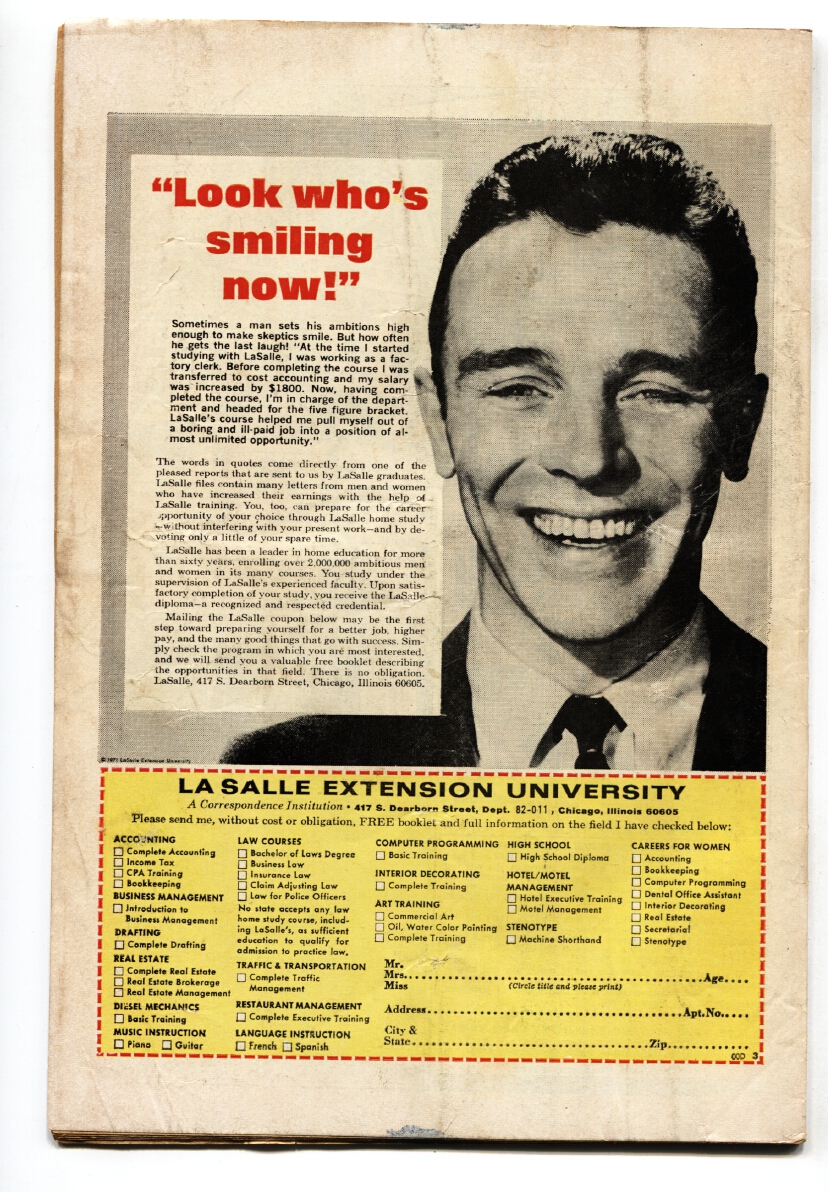 “Look who’s
smiling
now!”
Sometimes a man sets his ambitions high
enough to make skeptics smile. But how often
he gets the last laugh! “At the time I started
studying with LaSalle, I was working as a fac-
tory clerk. Before completing the course I was
transferred to cost accounting and my salary
was increased by $1800. Now, having com-
pleted the course, I’m in charge of the depart-
ment and headed for the five figure bracket.
LaSalle’s course helped me pull myself out of
a boring and ill-paid job into a position of al-
most unlimited opportunity.”
The words in quotes come directly from one of the
pleased reports that are sent to us by LaSalle graduates.
LaSalle files contain many letters from men and women
who have increased their earnings with the help of
LaSalle training. You, too, can prepare for the career
opportunity of your choice through LaSalle home study
—without interfering with your present work—and by de-
voting only a little of your spare time.
LaSalle has been a leader in home education for more
than sixty years, enrolling over 2,000,000 ambitious men
and women in its many courses. You study under the
supervision of LaSalle’s experienced faculty. Upon satis-
factory completion of your study, you receive the LaSalle
diploma—a recognized and respected credential.
Mailing the LaSalle coupon below may be the first
step toward preparing yourself for a better job, higher
pay, and the many good things that go with success. Sim-
ply check the program in which you are most interested,
and we will send you a valuable free booklet describing
the opportunities in that field. There is no obligation.
LaSalle, 417 S. Dearborn Street, Chicago, Illinois 60605.
© 1971 LaSalle Extension University
LA SALLE EXTENSION UNIVERSITY
A Correspondence Institution • 417 S. Dearborn Street, Dept. 82-011, Chicago, Illinois 60605
Please send me, without cost or obligation, FREE booklet and full information on the field I have checked below:
ACCOUNTING
Complete Accounting
Income Tax
CPA Training
Bookkeeping
BUSINESS MANAGEMENT
Introduction to
Business Management
DRAFTING
Complete Drafting
REAL ESTATE
Complete Real Estate
Real Estate Brokerage
Real Estate Management
DIESEL MECHANICS
Basic Training
MUSIC INSTRUCTION
Piano Guitar
LAW COURSES
Bachelor of Laws Degree
Business Law
Insurance Law
Claim Adjusting Law
Law for Police Officers
No state accepts any law
home study course, includ-
ing LaSalle’s, as sufficient
education to qualify for
admission to practice law.
TRAFFIC & TRANSPORTATION
Complete Traffic
Management
RESTAURANT MANAGEMENT
Complete Executive Training
LANGUAGE INSTRUCTION
French Spanish
COMPUTER PROGRAMMING
Basic Training
INTERIOR DECORATING
Complete Training
ART TRAINING
Commercial Art
Oil, Water Color Painting
Complete Training
HIGH SCHOOL
High School Diploma
HOTEL/MOTEL
MANAGEMENT
Hotel Executive Training
Motel Management
STENOTYPE
Machine Shorthand
CAREERS FOR WOMEN
Accounting
Bookkeeping
Computer Programming
Dental Office Assistant
Interior Decorating
Real Estate
Secretarial
Stenotype
Mr.
Mrs. Age
Miss (Circle title and please print)
Address Apt.No.
City &
State Zip
3